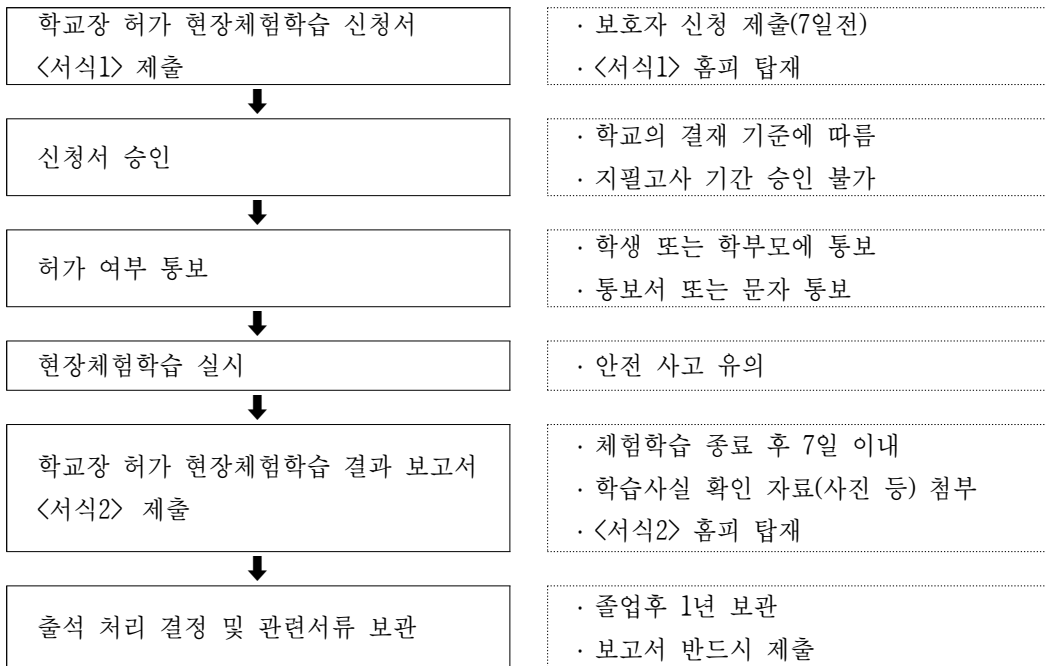 학교장 허가 현장체험학습 신청서
<서식1> 제출
· 보호자 신청 제출(7일전)
· <서식1> 홈피 탑재
신청서 승인
· 학교의 결재 기준에 따름
· 지필고사 기간 승인 불가
허가 여부 통보
· 학생 또는 학부모에 통보
· 통보서 또는 문자 통보
현장체험학습 실시
· 안전 사고 유의
학교장 허가 현장체험학습 결과 보고서
<서식2> 제출
· 체험학습 종료 후 7일 이내
· 학습사실 확인 자료(사진 등) 첨부
· <서식2> 홈피 탑재
출석 처리 결정 및 관련서류 보관
· 졸업후 1년 보관
· 보고서 반드시 제출